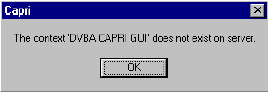 Capri
The context 'DVBA CAPRI GUI' does not exist on server.
OK